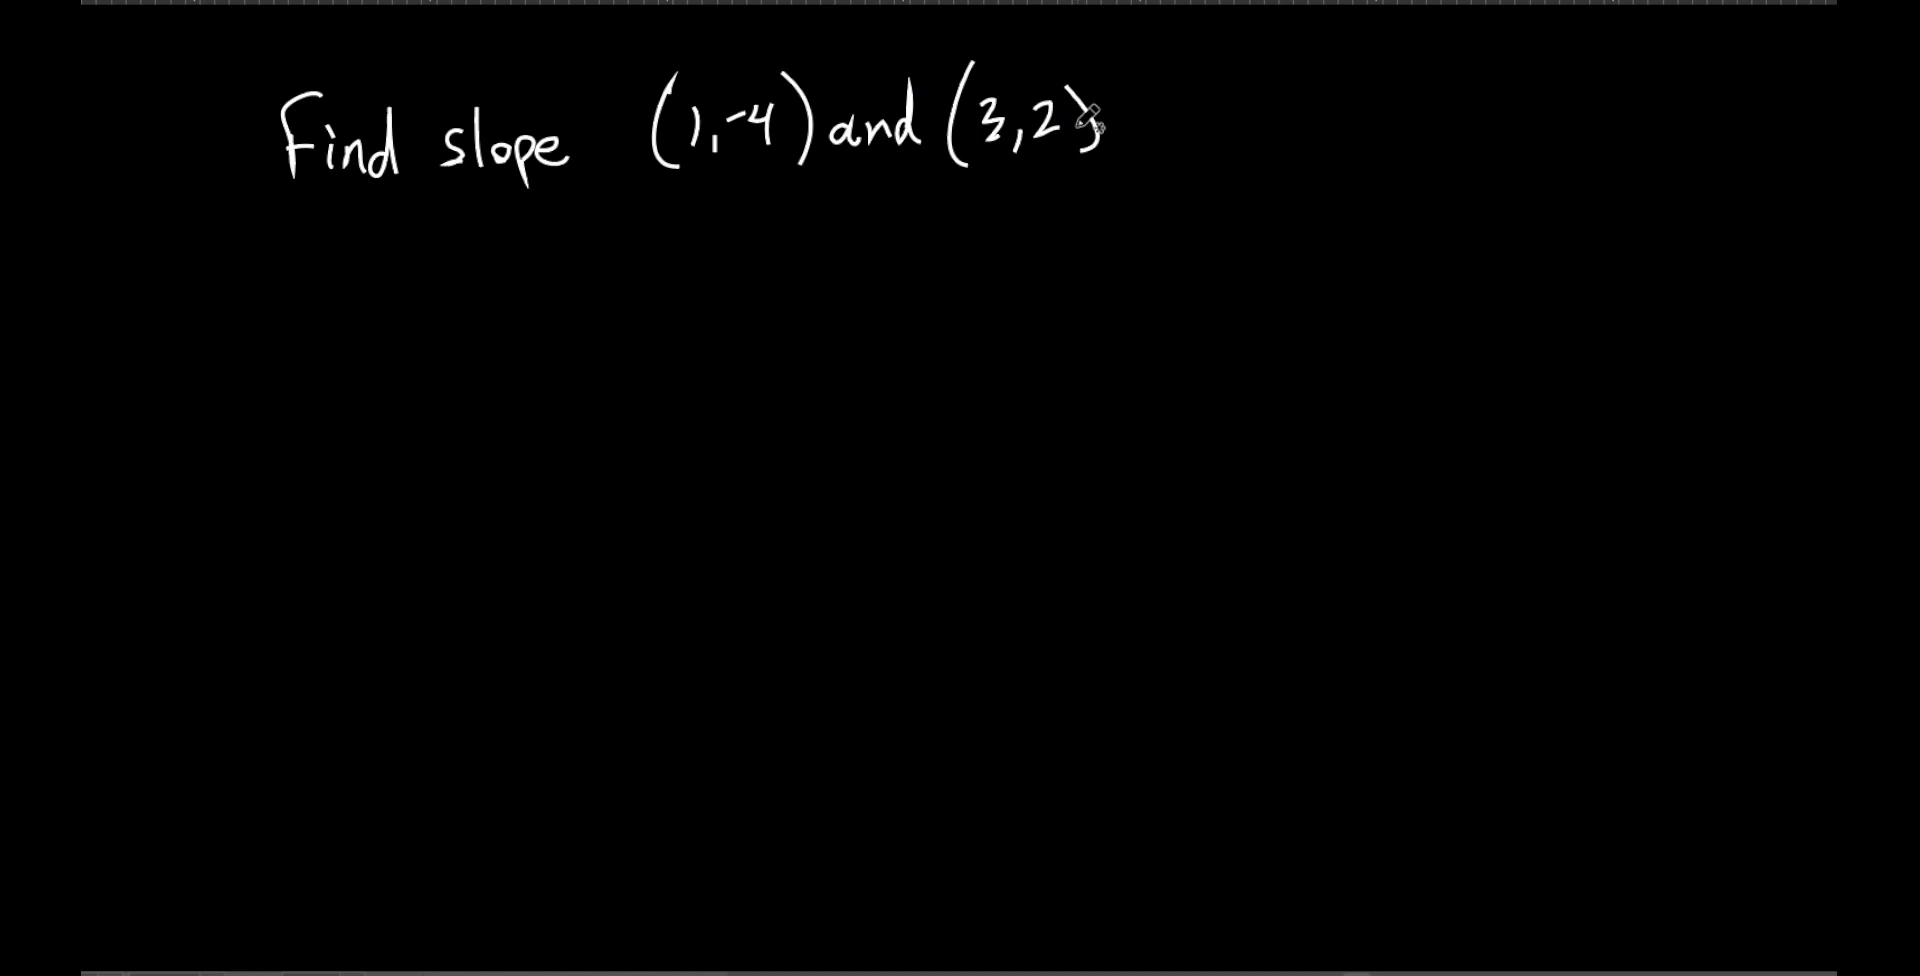 Find slope (1,-4) and (3,2)